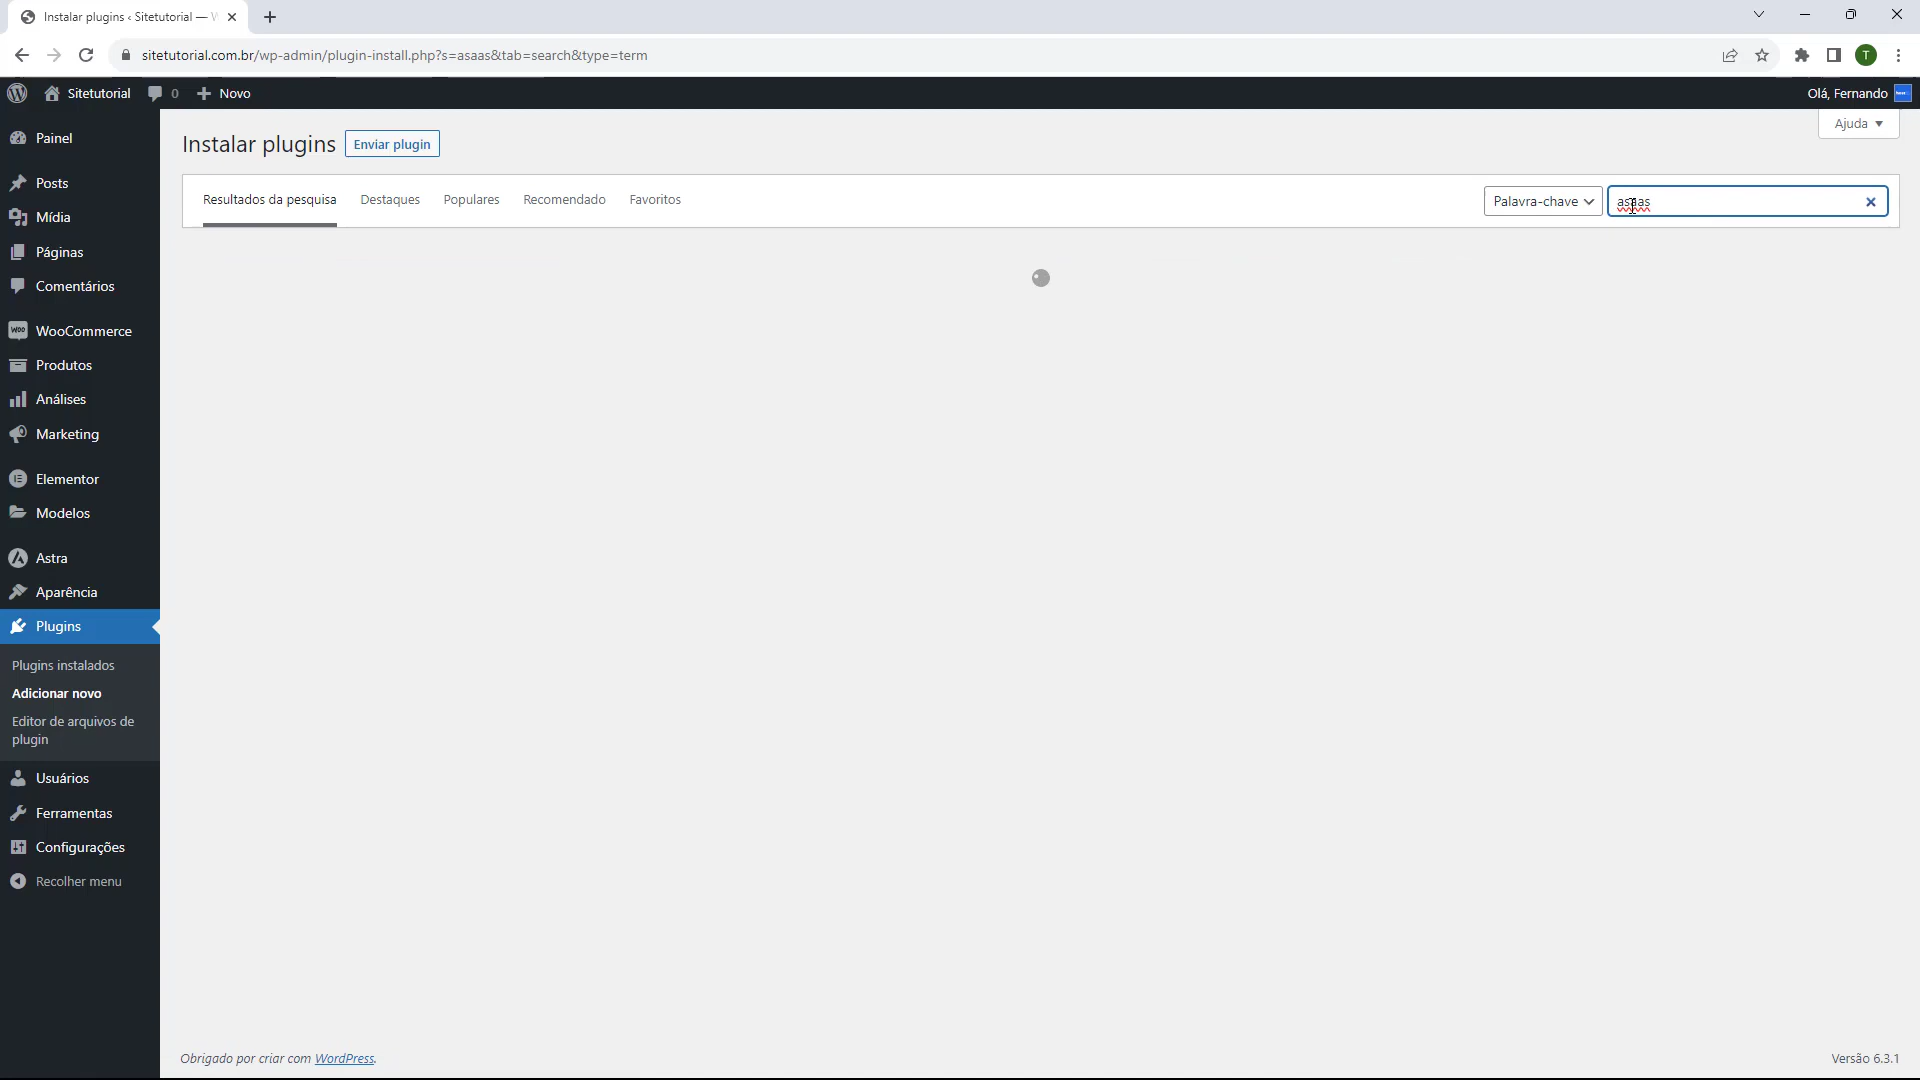 Instalar plugins ‹ Sitetutorial — W
sitetutorial.com.br/wp-admin/plugin-install.php?s=asaas&tab=search&type=term
T
Sitetutorial
0
Novo
Olá, Fernando
Ajuda
Instalar plugins
Enviar plugin
Resultados da pesquisa
Destaques
Populares
Recomendado
Favoritos
Palavra-chave
asaas
Painel
Posts
Mídia
Páginas
Comentários
WooCommerce
Produtos
Análises
Marketing
Elementor
Modelos
Astra
Aparência
Plugins
Plugins instalados
Adicionar novo
Editor de arquivos de
plugin
Usuários
Ferramentas
Configurações
Recolher menu
Obrigado por criar com WordPress.
Versão 6.3.1